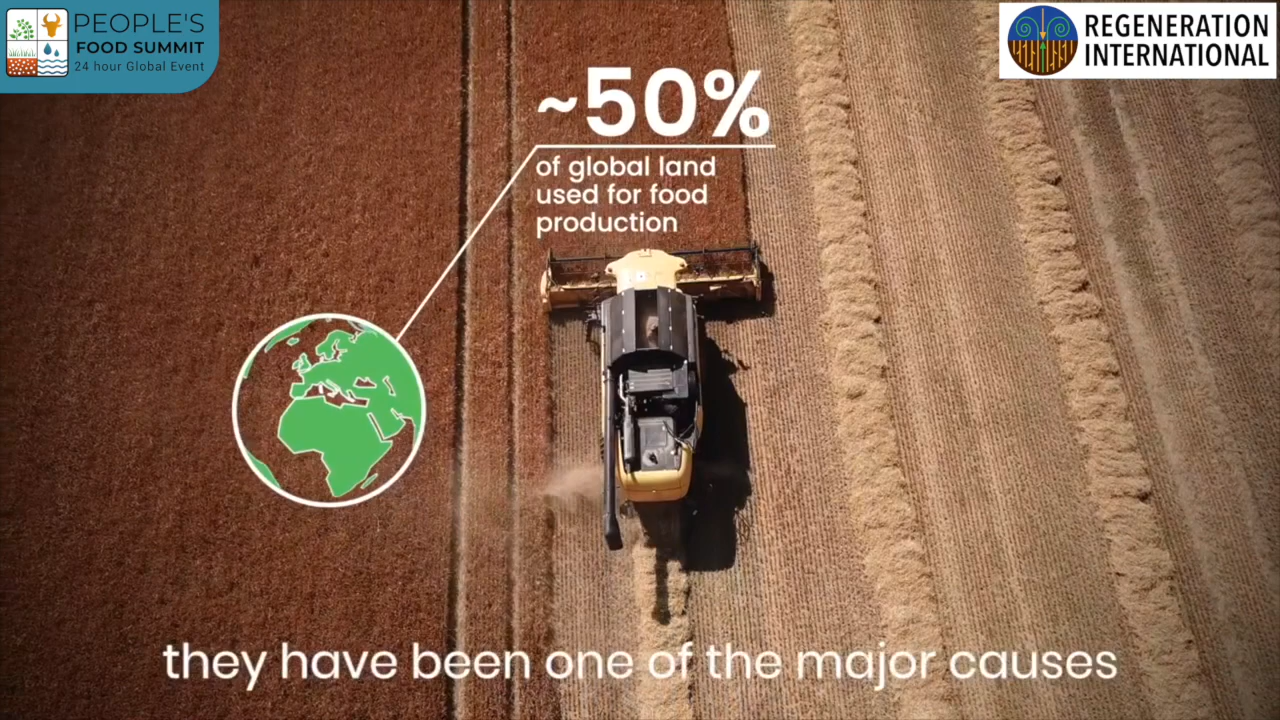 PEOPLE'S
FOOD SUMMIT
24 hour Global Event
REGENERATION
INTERNATIONAL
~50%
of global land
used for food
production
they have been one of the major causes